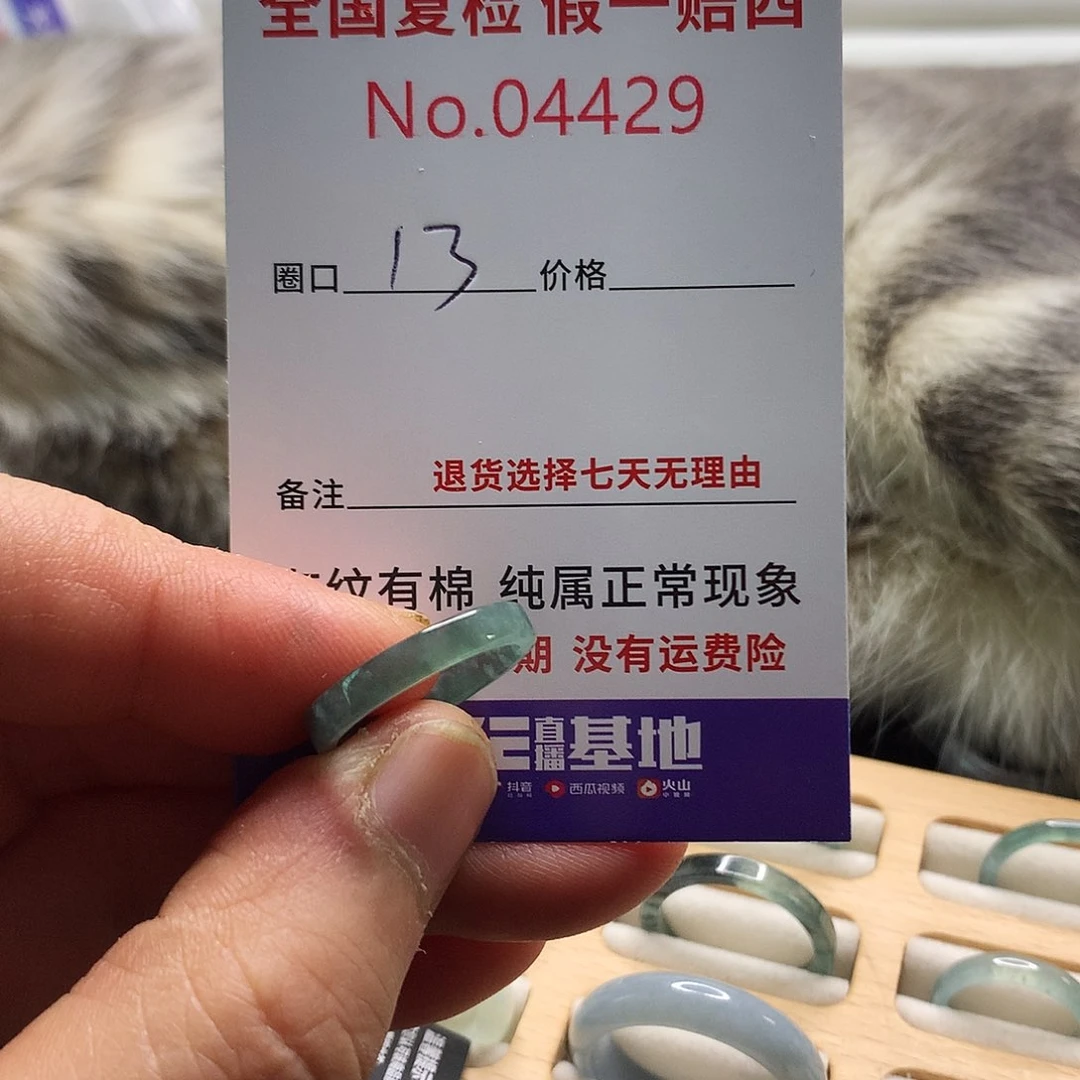 全国复检 假一赔四
No.04429
圈口 13 价格
备注 退货选择七天无理由
纹有棉 纯属正常现象
期 没有运费险
直播基地
抖音 西瓜视频 火山